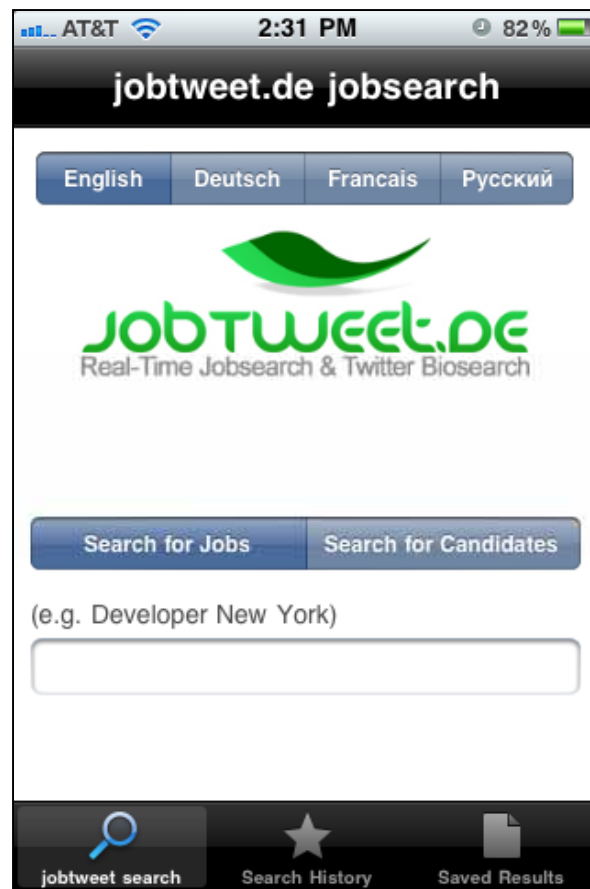 AT&T 2:31 PM 82%
jobtweet.de jobsearch
English Deutsch Francais Русский
JOBTWEET.DE
Real-Time Jobsearch & Twitter Biosearch
Search for Jobs Search for Candidates
(e.g. Developer New York)
jobtweet search Search History Saved Results